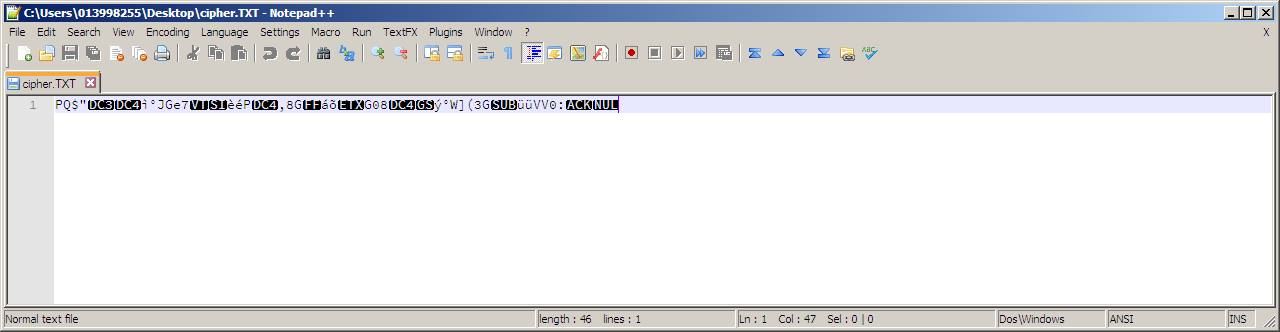 C:\Users\013998255\Desktop\cipher.TXT - Notepad++
File Edit Search View Encoding Language Settings Macro Run TextFX Plugins Window ? X
cipher.TXT
1 PQ$"DC3DC4ì°JGe7VTSIèéPDC4,8GFFáõETXG08DC4GSý°W](3GSUBüüVV0:ACKNUL
Normal text file length : 46 lines : 1 Ln : 1 Col : 47 Sel : 0 | 0 Dos\Windows ANSI INS